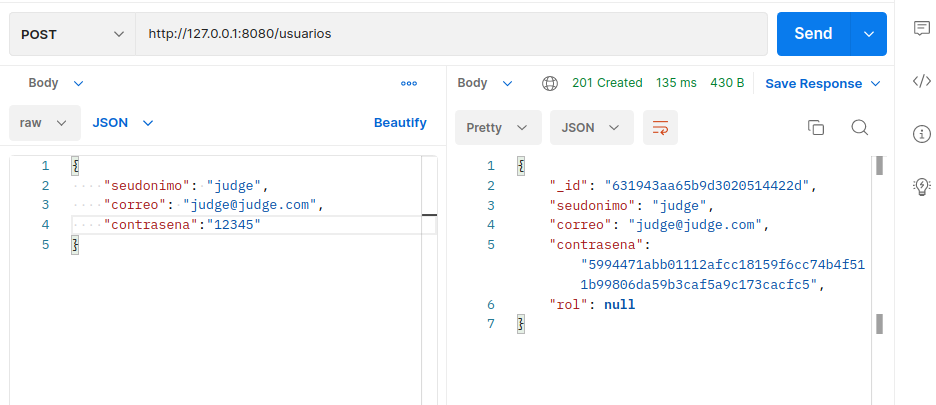 POST
http://127.0.0.1:8080/usuarios
Send
Body
Body
201 Created
135 ms
430 B
Save Response
raw
JSON
Beautify
Pretty
JSON
1 {
2 "seudonimo": "judge",
3 "correo": "judge@judge.com",
4 "contrasena":"12345"
5 }
1 {
2 "_id": "631943aa65b9d3020514422d",
3 "seudonimo": "judge",
4 "correo": "judge@judge.com",
5 "contrasena":
"5994471abb01112afcc18159f6cc74b4f51
1b99806da59b3caf5a9c173cacfc5",
6 "rol": null
7 }